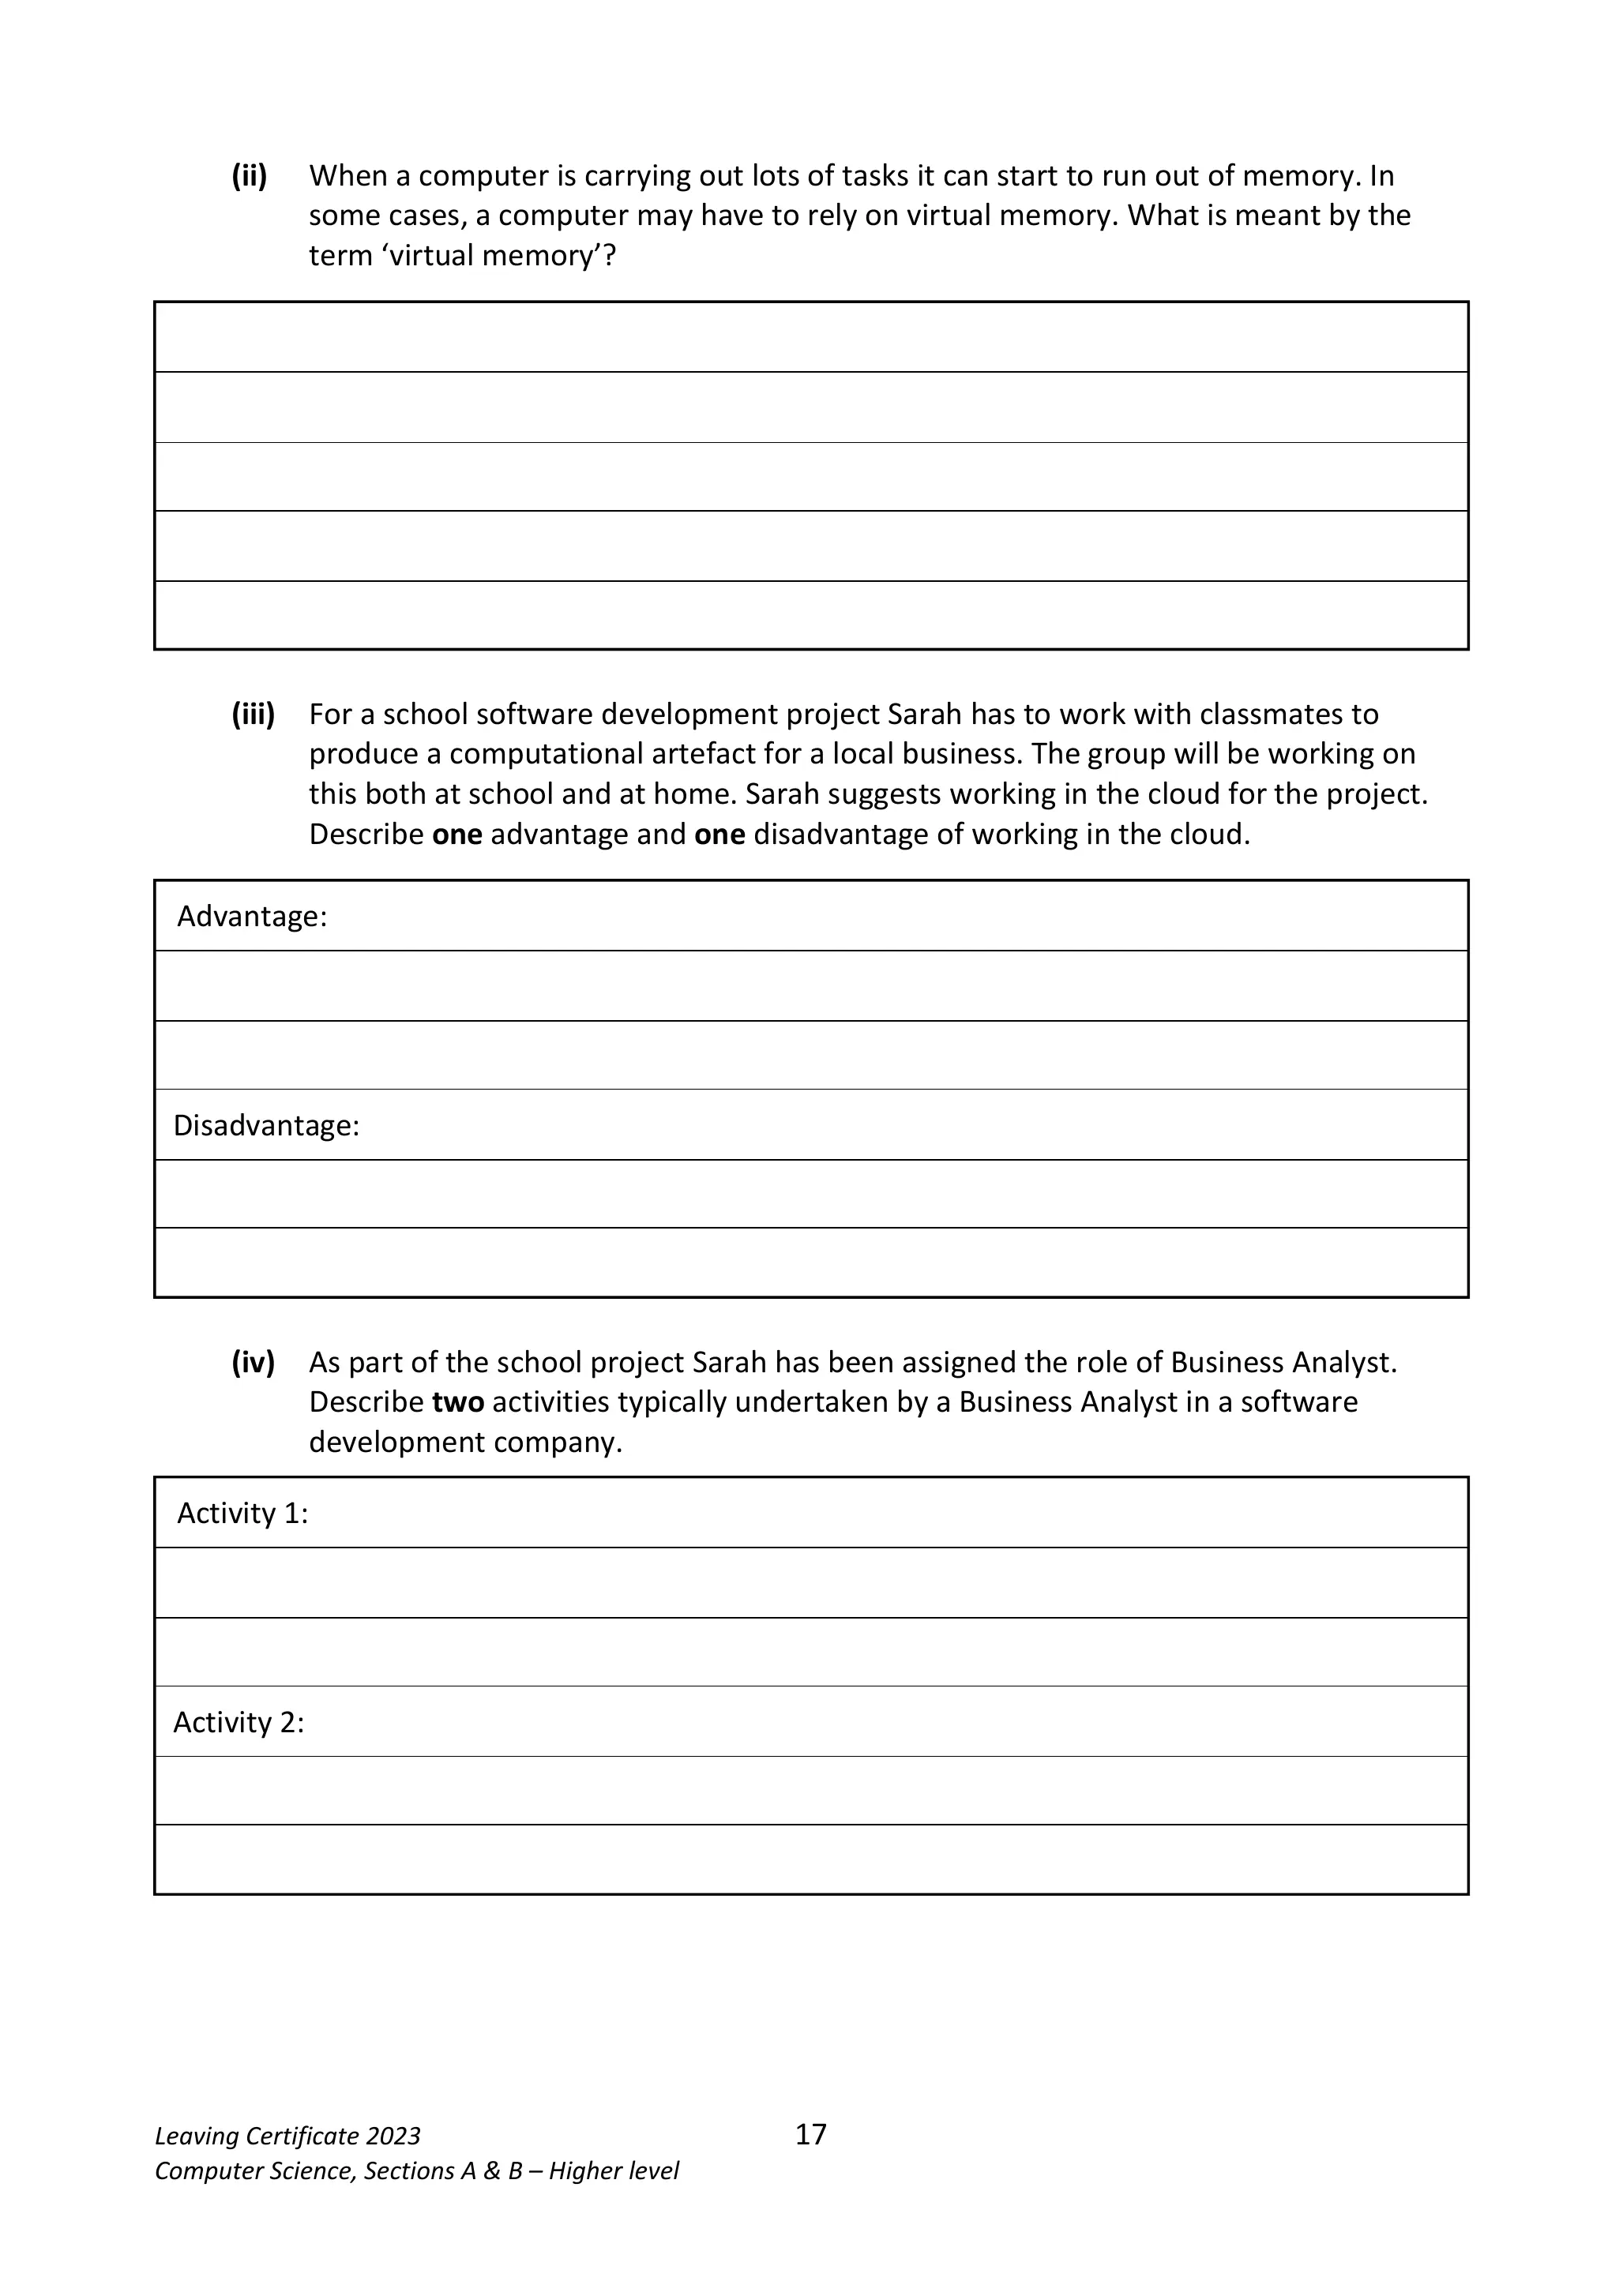 (ii) When a computer is carrying out lots of tasks it can start to run out of memory. In
some cases, a computer may have to rely on virtual memory. What is meant by the
term ‘virtual memory’?
(iii) For a school software development project Sarah has to work with classmates to
produce a computational artefact for a local business. The group will be working on
this both at school and at home. Sarah suggests working in the cloud for the project.
Describe one advantage and one disadvantage of working in the cloud.
Advantage:
Disadvantage:
(iv) As part of the school project Sarah has been assigned the role of Business Analyst.
Describe two activities typically undertaken by a Business Analyst in a software
development company.
Activity 1:
Activity 2:
Leaving Certificate 2023 17
Computer Science, Sections A & B – Higher level